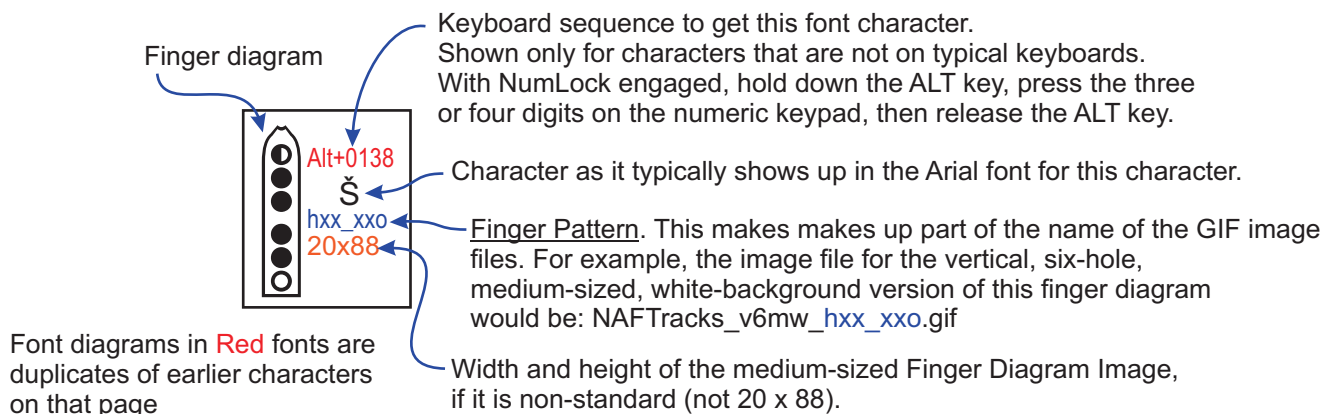 Finger diagram
Keyboard sequence to get this font character.
Shown only for characters that are not on typical keyboards.
With NumLock engaged, hold down the ALT key, press the three
or four digits on the numeric keypad, then release the ALT key.
Alt+0138
Š
hxx_xxo
20x88
Character as it typically shows up in the Arial font for this character.
Finger Pattern. This makes makes up part of the name of the GIF image
files. For example, the image file for the vertical, six-hole,
medium-sized, white-background version of this finger diagram
would be: NAFTracks_v6mw_hxx_xxo.gif
Width and height of the medium-sized Finger Diagram Image,
if it is non-standard (not 20 x 88).
Font diagrams in Red fonts are
duplicates of earlier characters
on that page